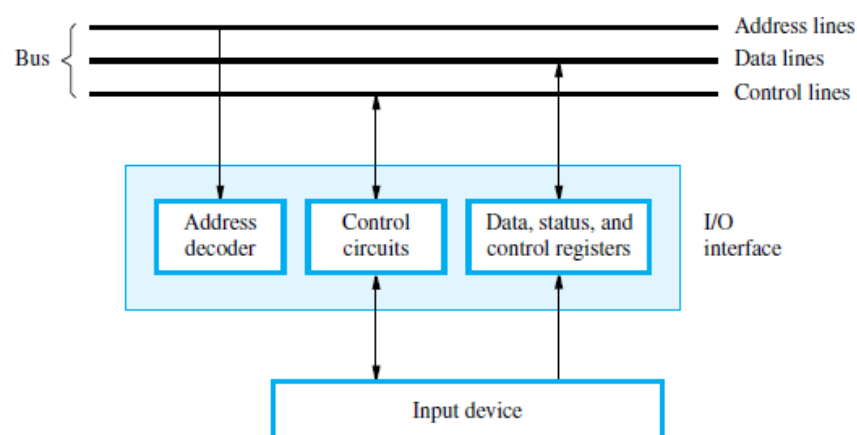 Address lines
Bus
Data lines
Control lines
Address
decoder
Control
circuits
Data, status, and
control registers
I/O
interface
Input device